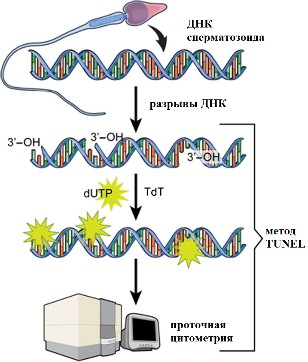 ДНК
сперматозоида
разрывы ДНК
3'–OH
3'–OH
3'–OH
dUTP
TdT
метод
TUNEL
проточная
цитометрия